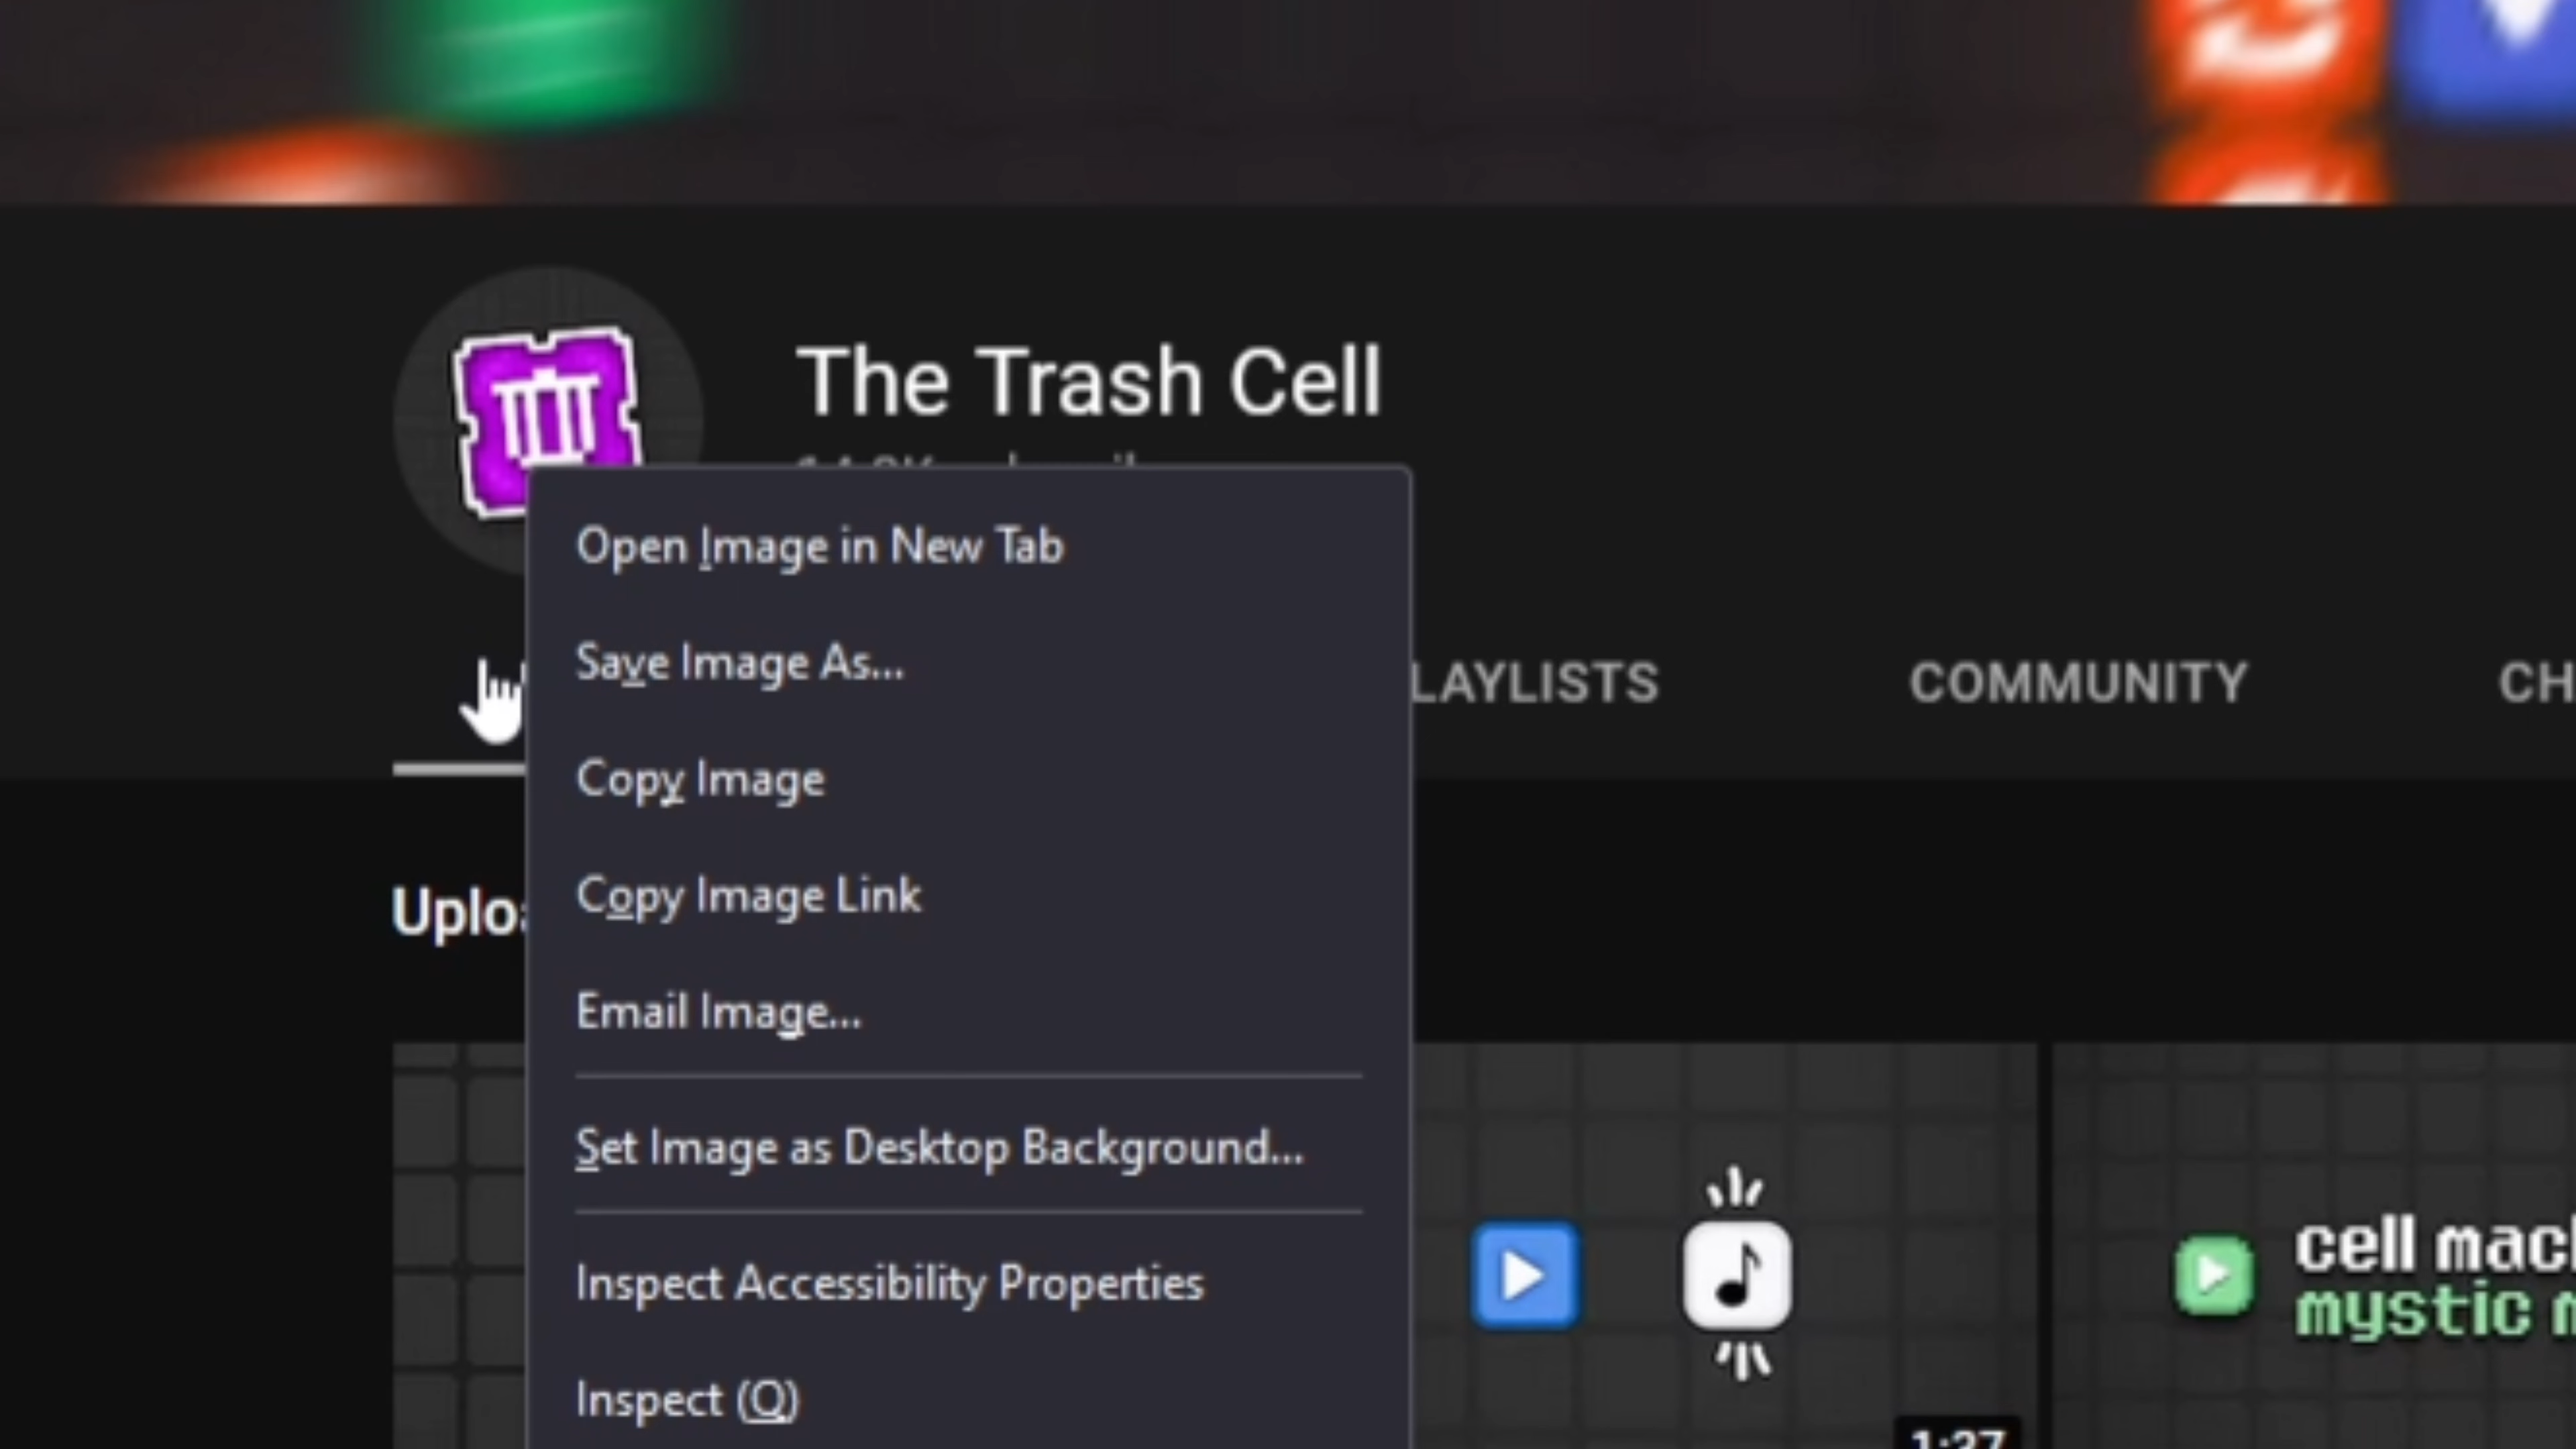 The Trash Cell
Open Image in New Tab
Save Image As...
Copy Image
Copy Image Link
Email Image...
Set Image as Desktop Background...
Inspect Accessibility Properties
Inspect (Q)
LAYLISTS
COMMUNITY
CH
Uplo
cell mac
mystic
1:37